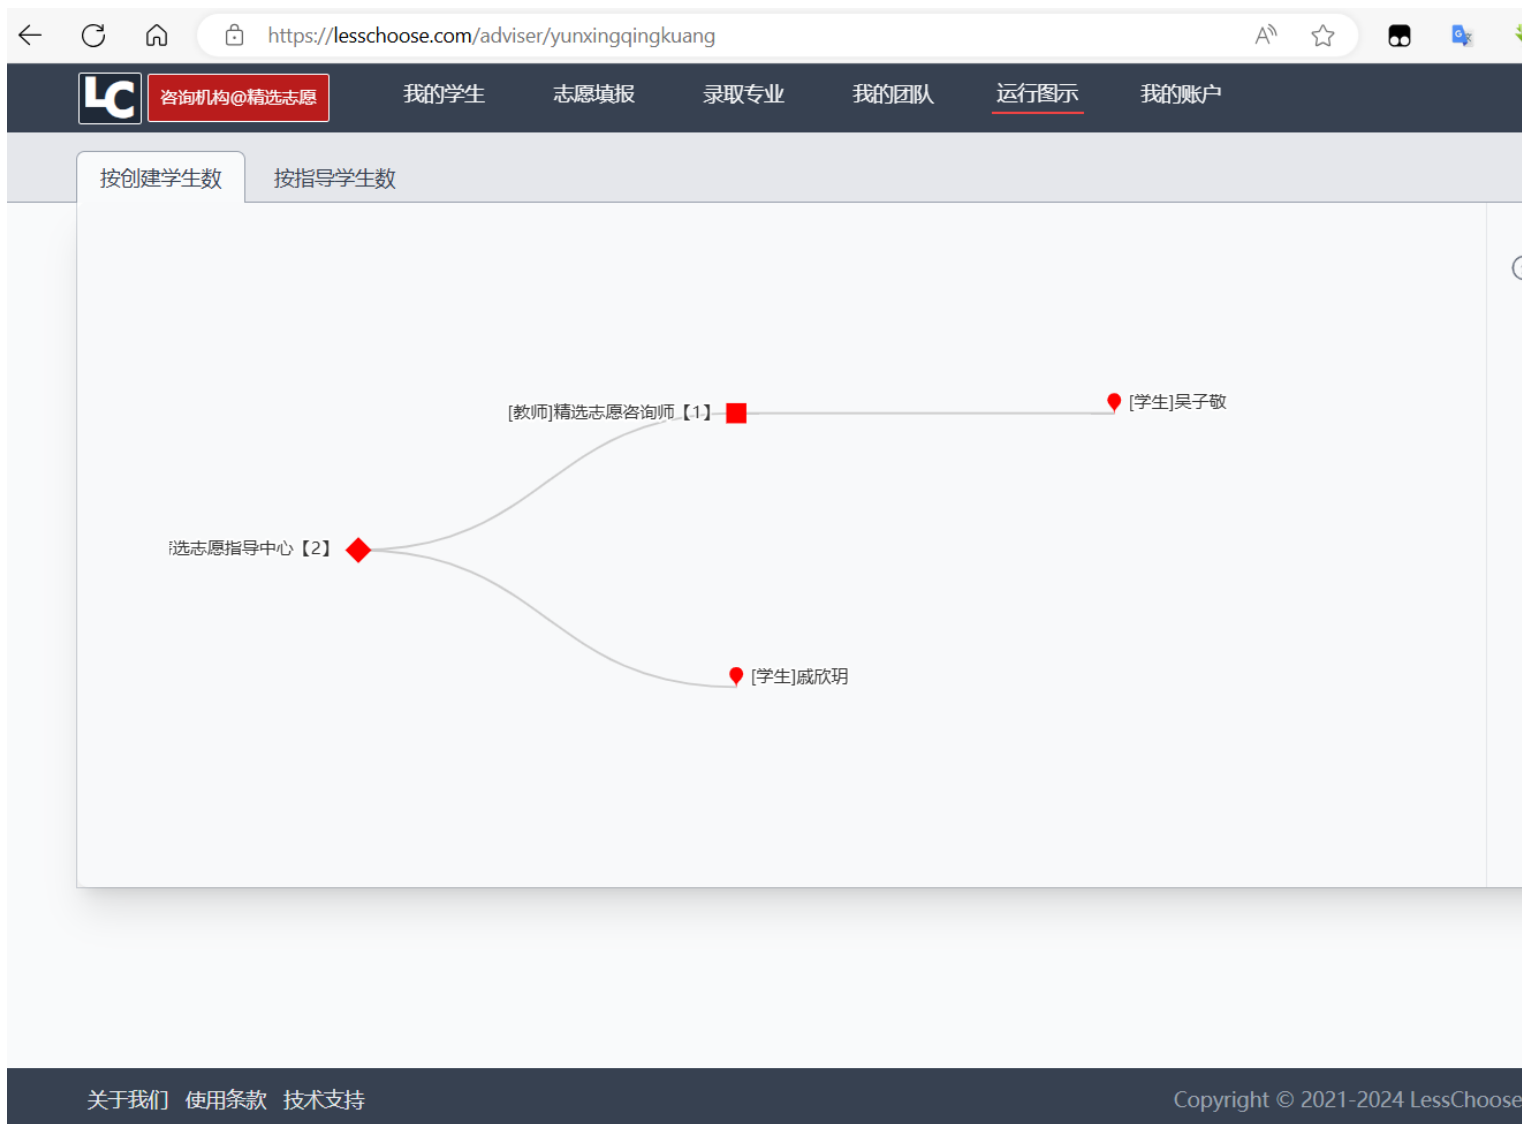 https://lesschoose.com/adviser/yunxingqingkuang
LC 咨询机构@精选志愿 我的学生 志愿填报 录取专业 我的团队 运行图示 我的账户
按创建学生数 按指导学生数
[教师]精选志愿咨询师【1】 [学生]吴子敬
选志愿指导中心【2】
[学生]戚欣玥
关于我们 使用条款 技术支持 Copyright © 2021-2024 LessChoose